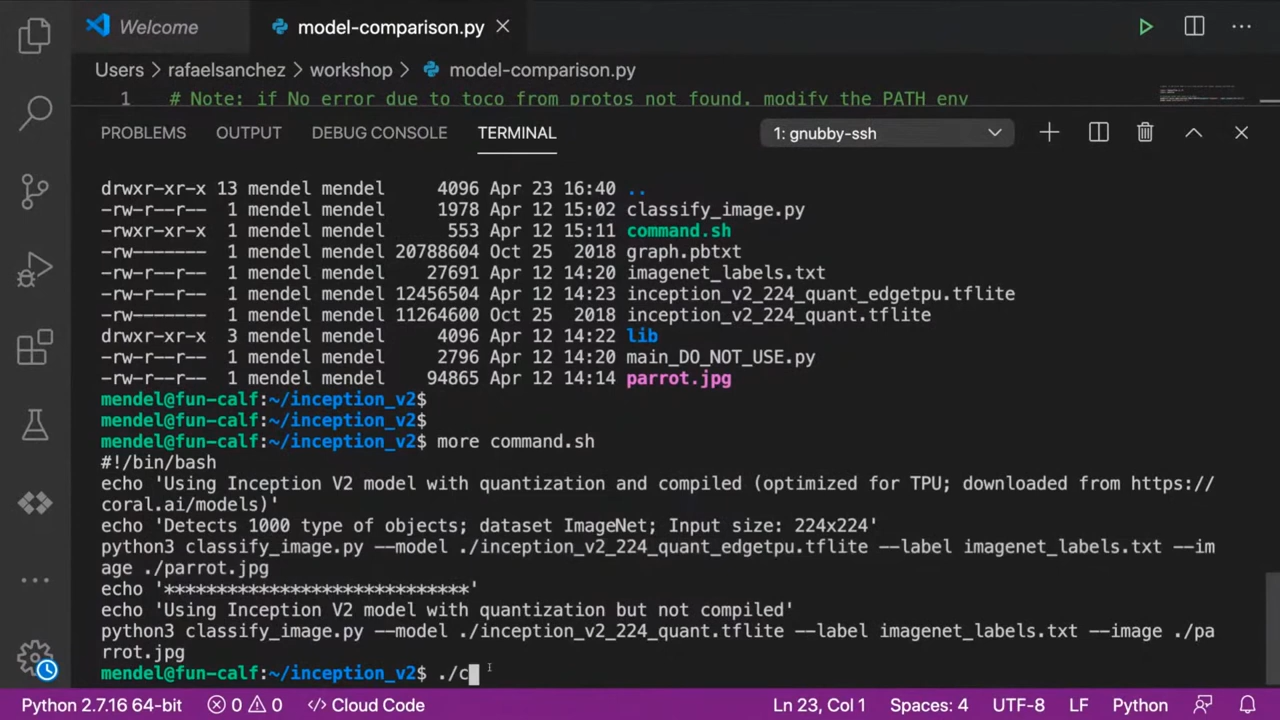 Welcome model-comparison.py
Users > rafaelsanchez > workshop > model-comparison.py
1 # Note: if No error due to toco from protos not found, modify the PATH env
PROBLEMS OUTPUT DEBUG CONSOLE TERMINAL 1: gnubby-ssh
drwxr-xr-x 13 mendel mendel 4096 Apr 23 16:40 ..
-rw-r--r-- 1 mendel mendel 1978 Apr 12 15:02 classify_image.py
-rw-r--r-- 1 mendel mendel 553 Apr 12 15:11 command.sh
-rw------- 1 mendel mendel 20788604 Oct 25 2018 graph.pbtxt
-rw-r--r-- 1 mendel mendel 27691 Apr 12 14:20 imagenet_labels.txt
-rw-r--r-- 1 mendel mendel 12456504 Apr 12 14:23 inception_v2_224_quant_edgetpu.tflite
-rw-r--r-- 1 mendel mendel 11264600 Oct 25 2018 inception_v2_224_quant.tflite
drwxr-xr-x 3 mendel mendel 4096 Apr 12 14:22 lib
-rw-r--r-- 1 mendel mendel 2796 Apr 12 14:20 main_DO_NOT_USE.py
-rw-r--r-- 1 mendel mendel 94865 Apr 12 14:14 parrot.jpg
mendel@fun-calf:~/inception_v2$
mendel@fun-calf:~/inception_v2$
mendel@fun-calf:~/inception_v2$ more command.sh
#!/bin/bash
echo 'Using Inception V2 model with quantization and compiled (optimized for TPU; downloaded from https://
coral.ai/models)'
echo 'Detects 1000 type of objects; dataset ImageNet; Input size: 224x224'
python3 classify_image.py --model ./inception_v2_224_quant_edgetpu.tflite --label imagenet_labels.txt --im
age ./parrot.jpg
echo '*****************************'
echo 'Using Inception V2 model with quantization but not compiled'
python3 classify_image.py --model ./inception_v2_224_quant.tflite --label imagenet_labels.txt --image ./pa
rrot.jpg
mendel@fun-calf:~/inception_v2$ ./c
Python 2.7.16 64-bit 0 0 Cloud Code Ln 23, Col 1 Spaces: 4 UTF-8 LF Python